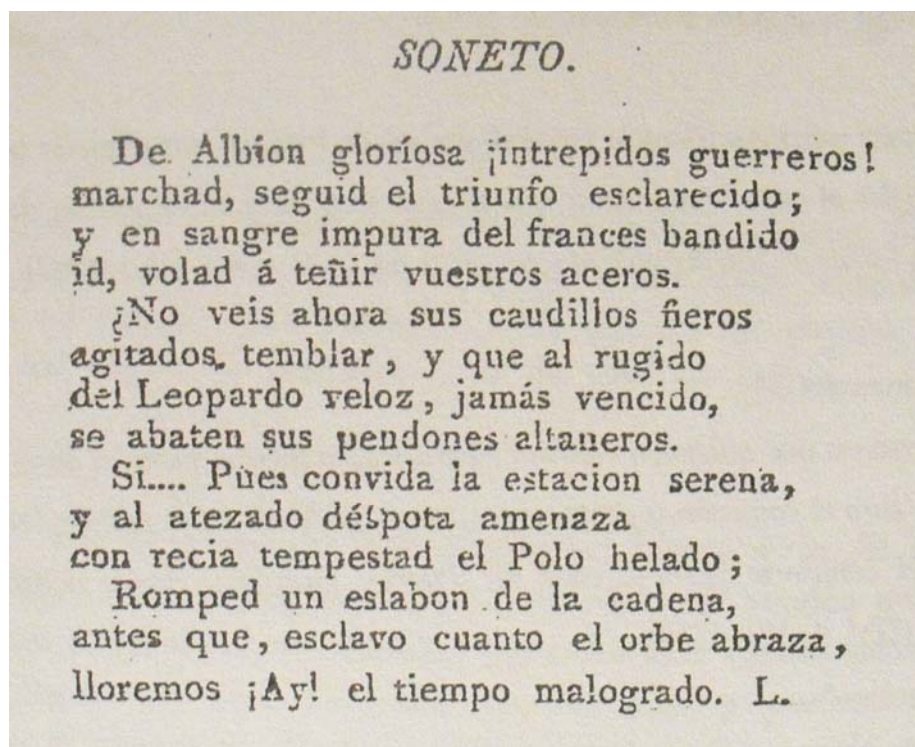 SONETO.
De Albion gloríosa ¡intrepidos guerreros!
marchad, seguid el triunfo esclarecido;
y en sangre impura del frances bandido
id, volad á teñir vuestros aceros.
¿No veis ahora sus caudillos fieros
agitados, temblar, y que al rugido
del Leopardo veloz, jamás vencido,
se abaten sus pendones altaneros.
Si.... Pues convida la estacion serena,
y al atezado déspota amenaza
con recia tempestad el Polo helado;
Romped un eslabon de la cadena,
antes que, esclavo cuanto el orbe abraza,
lloremos ¡Ay! el tiempo malogrado. L.